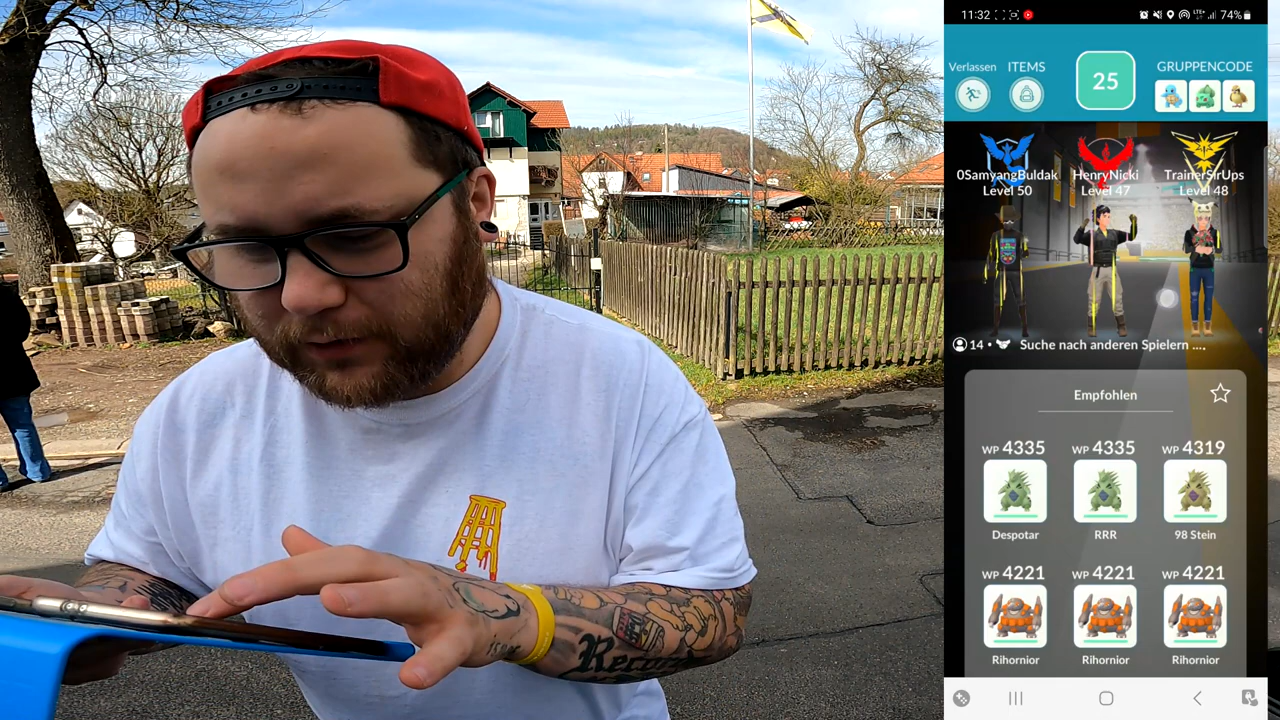 11:32
LTE+
74%
Verlassen
ITEMS
25
GRUPPENCODE
0SamyangBuldak
Level 50
HenryNicki
Level 47
TrainerSirUps
Level 48
14 • Suche nach anderen Spielern ....
Empfohlen
WP 4335
WP 4335
WP 4319
Despotar
RRR
98 Stein
WP 4221
WP 4221
WP 4221
Rihornior
Rihornior
Rihornior